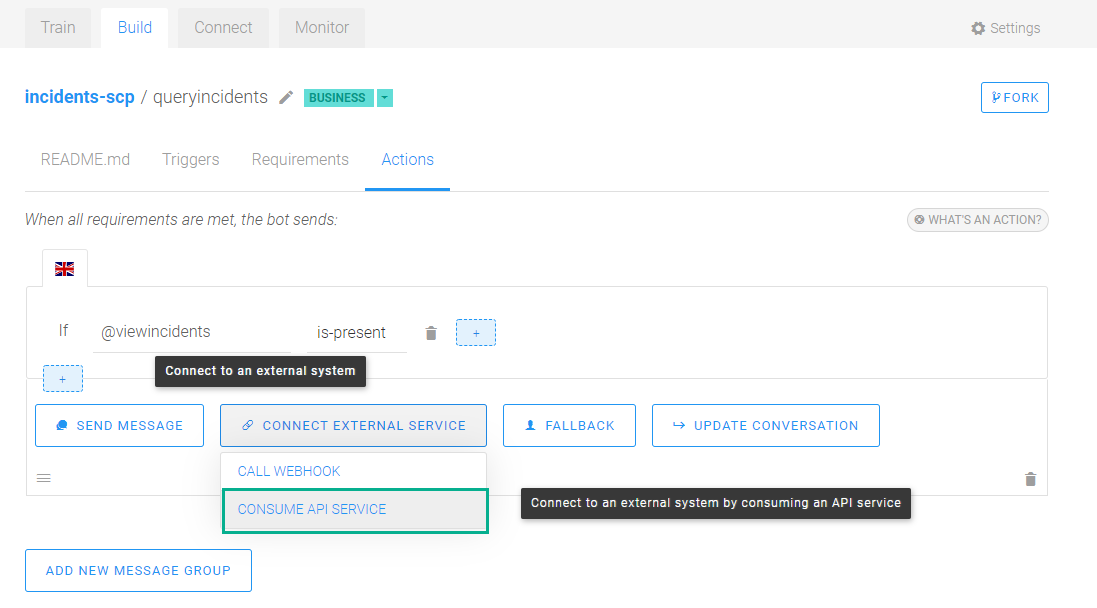 Train Build Connect Monitor Settings
incidents-scp / queryincidents BUSINESS FORK
README.md Triggers Requirements Actions
When all requirements are met, the bot sends: WHAT'S AN ACTION?
If @viewincidents is-present +
Connect to an external system
+
SEND MESSAGE CONNECT EXTERNAL SERVICE FALLBACK UPDATE CONVERSATION
CALL WEBHOOK
CONSUME API SERVICE Connect to an external system by consuming an API service
ADD NEW MESSAGE GROUP